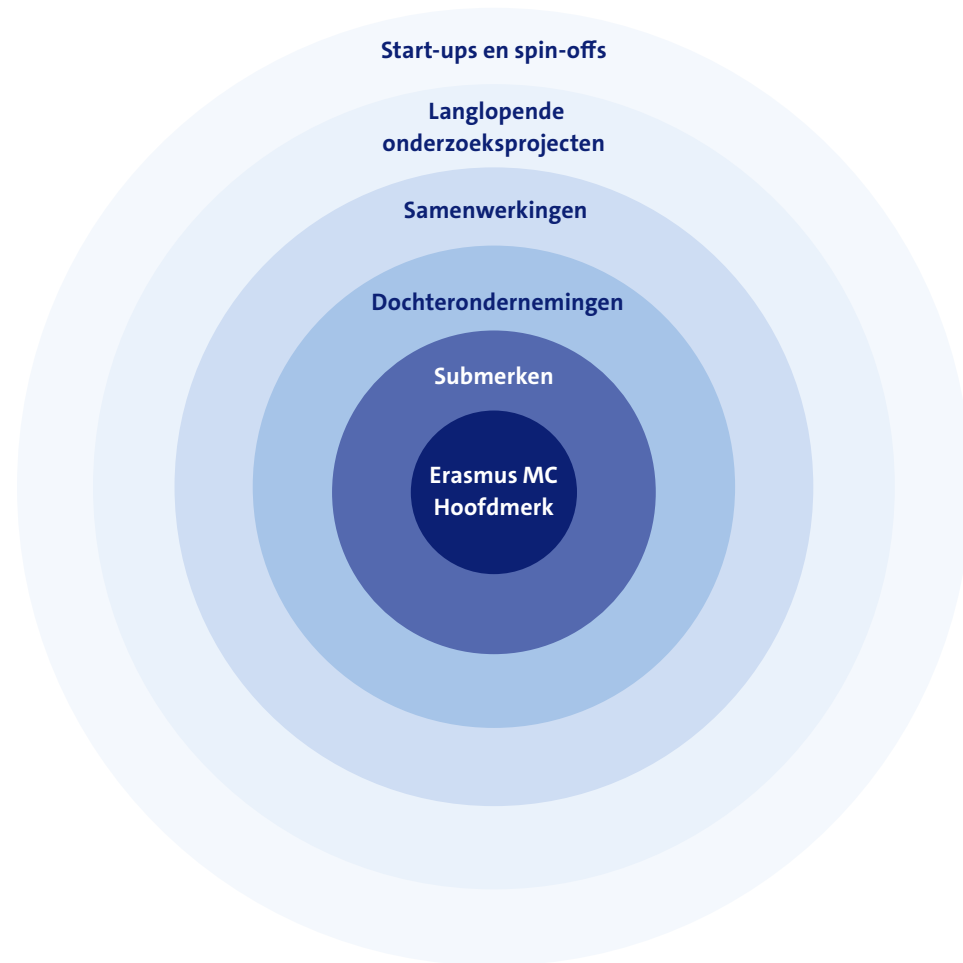 Start-ups en spin-offs
Langlopende
onderzoeksprojecten
Samenwerkingen
Dochterondernemingen
Submerken
Erasmus MC
Hoofdmerk